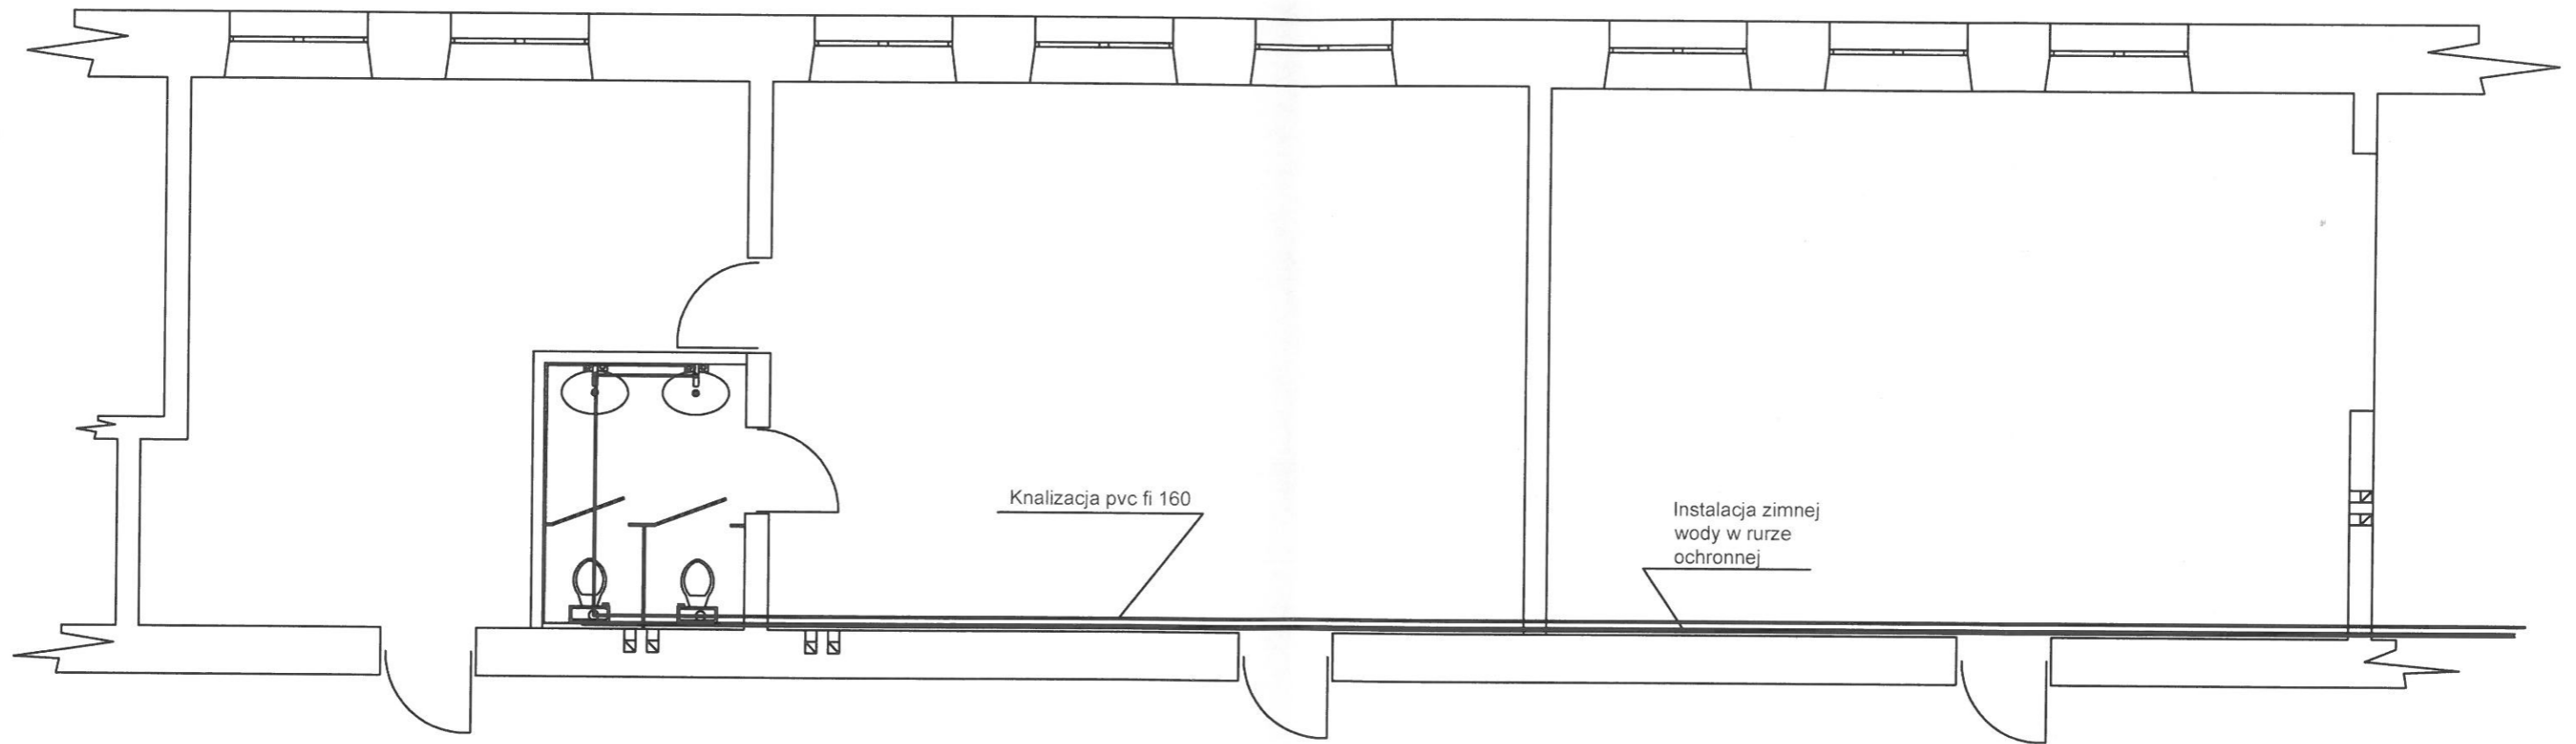 Knalizacja pvc fi 160
Instalacja zimnej
wody w rurze
ochronnej